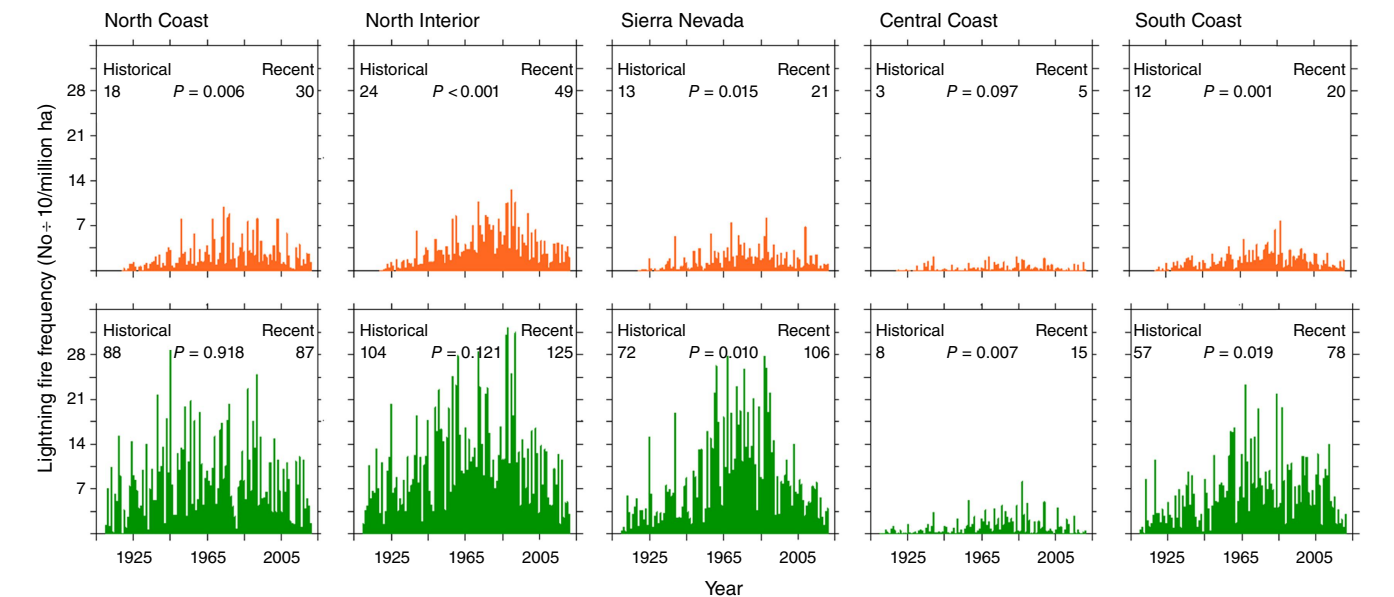 North Coast North Interior Sierra Nevada Central Coast South Coast
Historical Recent Historical Recent Historical Recent Historical Recent Historical Recent
28 18 P = 0.006 30 24 P < 0.001 49 13 P = 0.015 21 3 P = 0.097 5 12 P = 0.001 20
21
14
7
Lightning fire frequency (No ÷ 10/million ha)
Historical Recent Historical Recent Historical Recent Historical Recent Historical Recent
28 88 P = 0.918 87 104 P = 0.121 125 72 P = 0.010 106 8 P = 0.007 15 57 P = 0.019 78
21
14
7
1925 1965 2005 1925 1965 2005 1925 1965 2005 1925 1965 2005 1925 1965 2005
Year